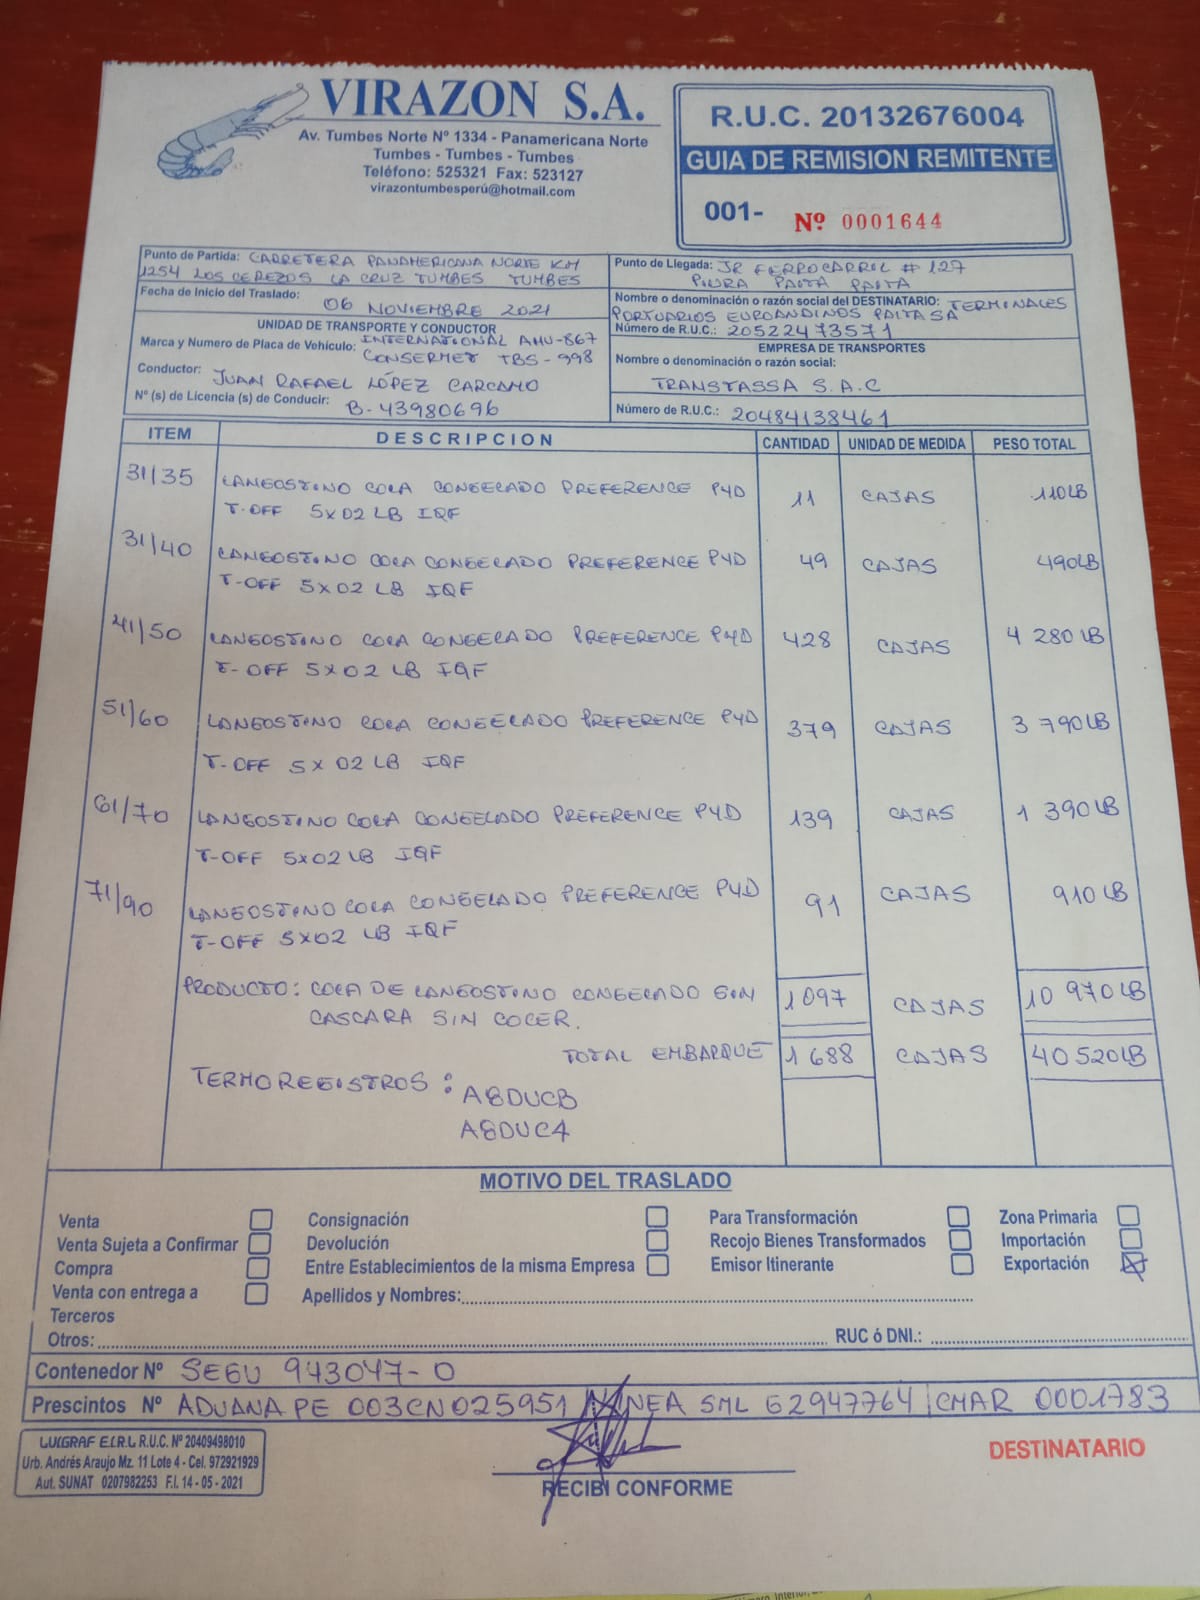 VIRAZON S.A.
Av. Tumbes Norte Nº 1334 - Panamericana Norte
Tumbes - Tumbes - Tumbes
Teléfono: 525321 Fax: 523127
virazontumbesperú@hotmail.com
R.U.C. 20132676004
GUIA DE REMISION REMITENTE
001- Nº 0001644
Punto de Partida: CARRETERA PANAMERICANA NORTE KM
1254 LOS CEREZOS LA CRUZ TUMBES TUMBES
Fecha de Inicio del Traslado: 06 NOVIEMBRE 2021
UNIDAD DE TRANSPORTE Y CONDUCTOR
Marca y Numero de Placa de Vehículo: INTERNATIONAL AHU-867
CONSERMET TBS-998
Conductor: JUAN RAFAEL LÓPEZ CARCAMO
Nº (s) de Licencia (s) de Conducir: B-43980696
Punto de Llegada: JR FERROCARRIL # 127
PIURA PAITA PAITA
Nombre o denominación o razón social del DESTINATARIO: TERMINALES
PORTUARIOS EUROANDINOS PAITA SA
Número de R.U.C.: 20522473571
EMPRESA DE TRANSPORTES
Nombre o denominación o razón social:
TRANSTASSA S.A.C
Número de R.U.C.: 20484138461
ITEM DESCRIPCION CANTIDAD UNIDAD DE MEDIDA PESO TOTAL
31/35 LANGOSTINO COLA CONGELADO PREFERENCE PYD 11 CAJAS 110LB
T-OFF 5X02 LB IQF
31/40 LANGOSTINO COLA CONGELADO PREFERENCE PYD 49 CAJAS 490LB
T-OFF 5X02 LB IQF
41/50 LANGOSTINO COLA CONGELADO PREFERENCE PYD 428 CAJAS 4 280LB
T-OFF 5X02 LB IQF
51/60 LANGOSTINO COLA CONGELADO PREFERENCE PYD 379 CAJAS 3 790LB
T-OFF 5X02 LB IQF
61/70 LANGOSTINO COLA CONGELADO PREFERENCE PYD 139 CAJAS 1 390LB
T-OFF 5X02 LB IQF
71/90 LANGOSTINO COLA CONGELADO PREFERENCE PYD 91 CAJAS 910LB
T-OFF 5X02 LB IQF
PRODUCTO: COLA DE LANGOSTINO CONGELADO SIN 1097 CAJAS 10 970LB
CASCARA SIN COCER.
TOTAL EMBARQUE 1 688 CAJAS 40 520LB
TERMOREGISTROS: A8DUCB
A8DUC4
MOTIVO DEL TRASLADO
Venta Consignación Para Transformación Zona Primaria
Venta Sujeta a Confirmar Devolución Recojo Bienes Transformados Importación
Compra Entre Establecimientos de la misma Empresa Emisor Itinerante Exportación
Venta con entrega a Terceros Apellidos y Nombres:
Otros: RUC ó DNI.:
Contenedor Nº SEGU 943047-0
Prescintos Nº ADUANA PE 003CN025951 / LINEA SML 62947764 | CMAR 0001783
LUIGRAF E.I.R.L R.U.C. Nº 20409498010
Urb. Andrés Araujo Mz. 11 Lote 4 - Cel. 972921929
Aut. SUNAT 0207982253 F.I. 14 - 05 - 2021
RECIBI CONFORME
DESTINATARIO